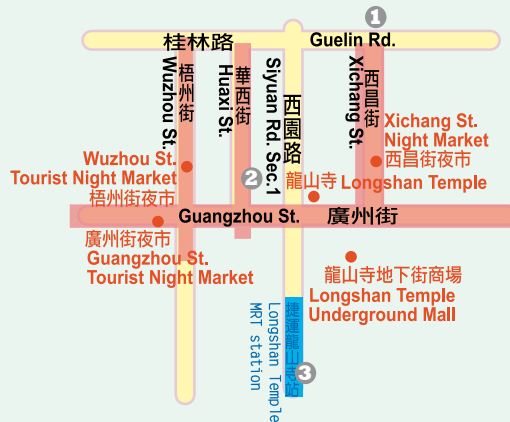 1
桂林路 Guelin Rd.
梧州街
Wuzhou St.
華西街
Huaxi St.
西園路
Siyuan Rd. Sec.1
西昌街
Xichang St.
Xichang St.
Night Market
西昌街夜市
Wuzhou St.
Tourist Night Market
梧州街夜市
2
龍山寺 Longshan Temple
Guangzhou St. 廣州街
廣州街夜市
Guangzhou St.
Tourist Night Market
龍山寺地下街商場
Longshan Temple
Underground Mall
捷運龍山寺站
Longshan Temple
MRT station
3